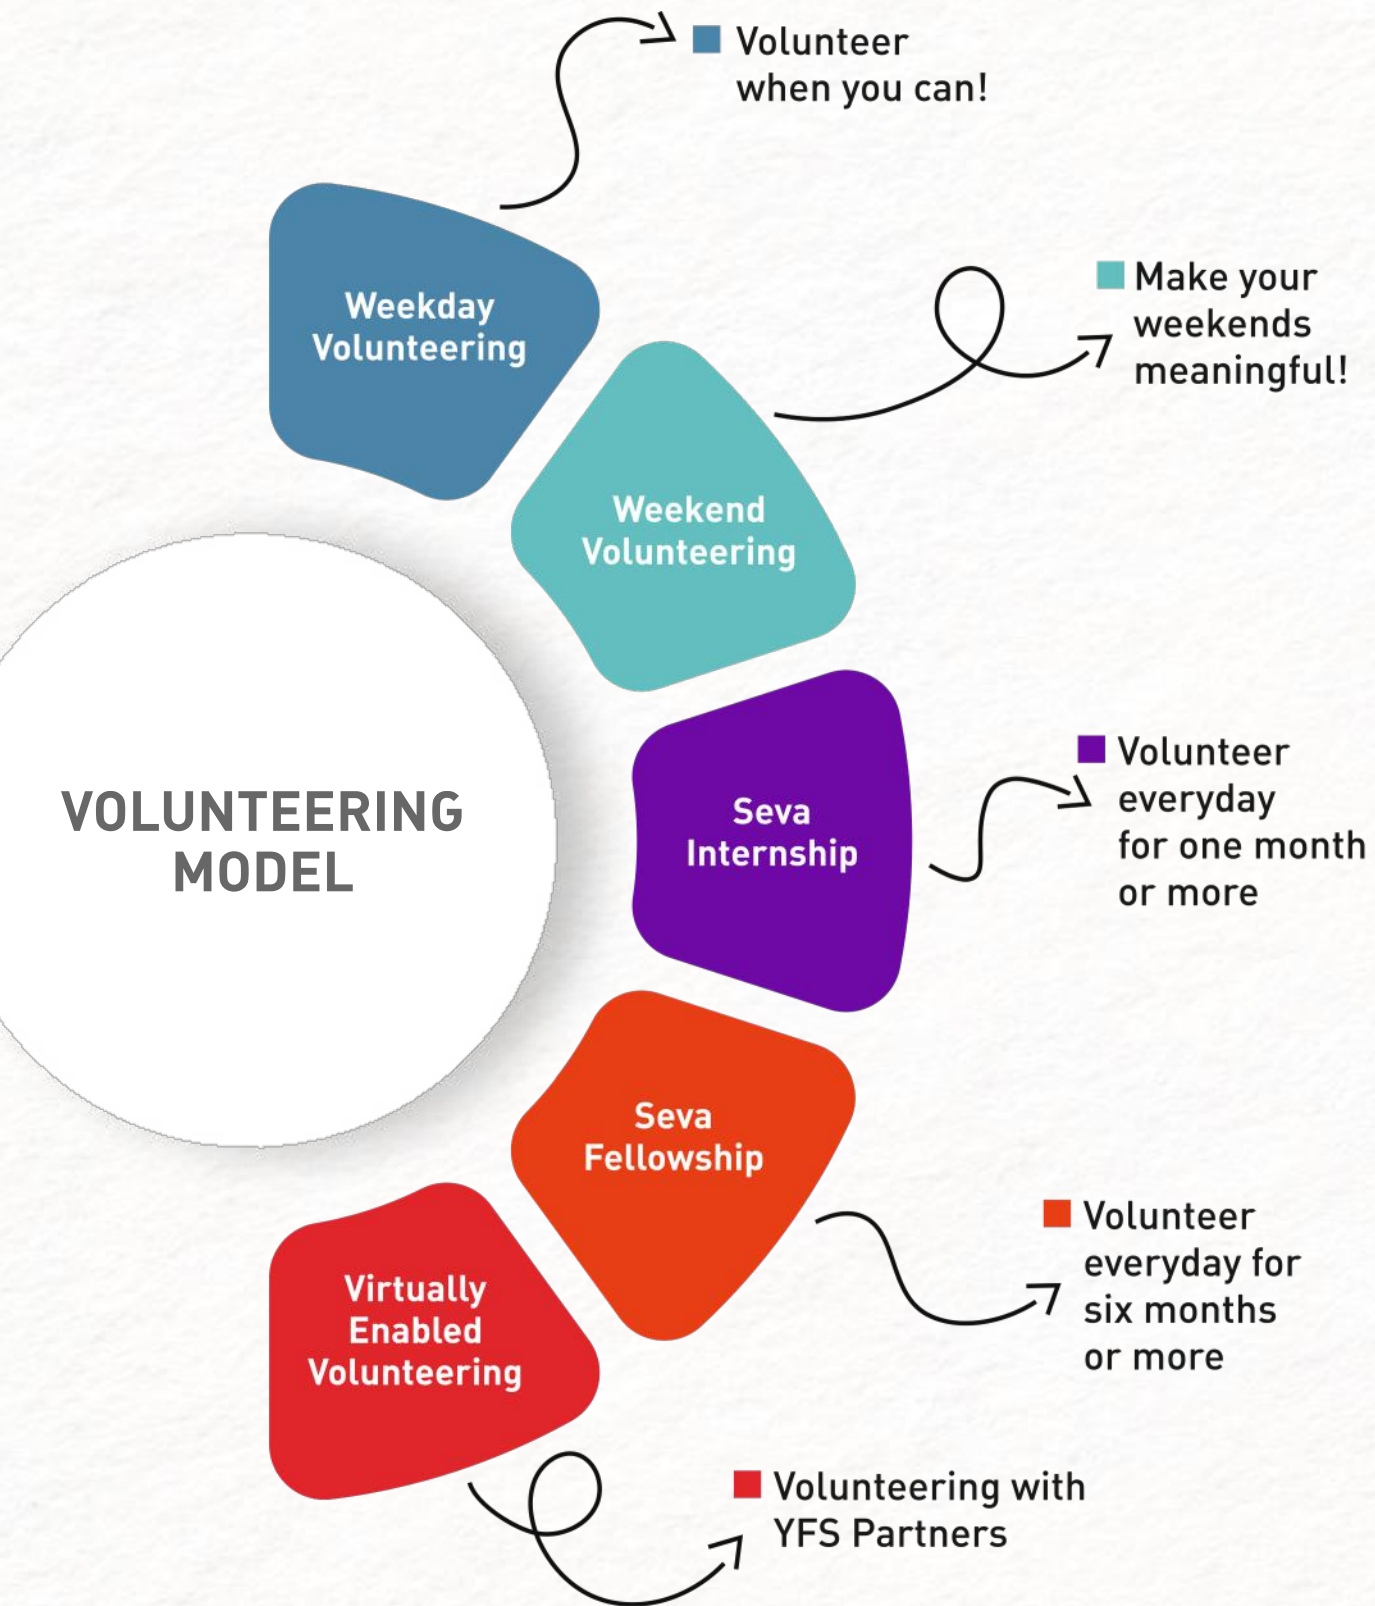 Volunteer
when you can!
Weekday
Volunteering
Make your
weekends
meaningful!
Weekend
Volunteering
VOLUNTEERING
MODEL
Seva
Internship
Volunteer
everyday
for one month
or more
Seva
Fellowship
Volunteer
everyday for
six months
or more
Virtually
Enabled
Volunteering
Volunteering with
YFS Partners